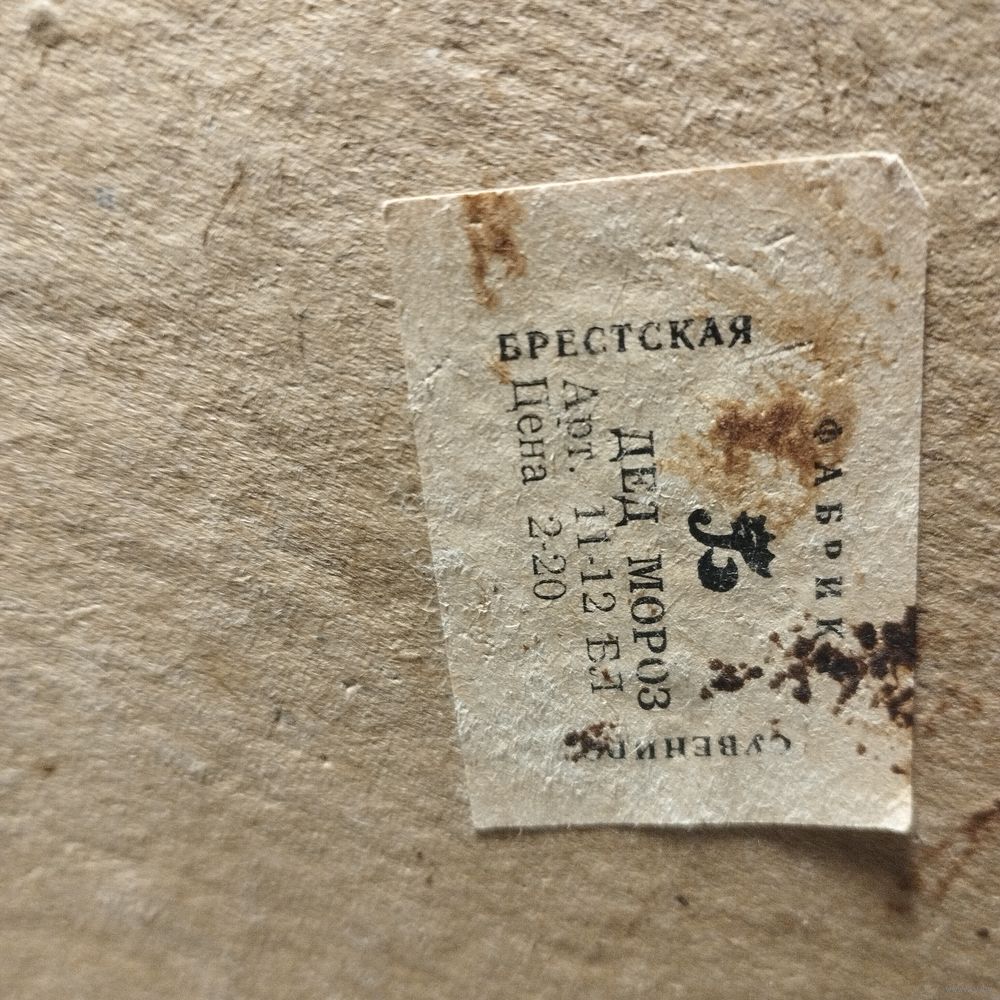 БРЕСТСКАЯ
ФАБРИК
СУВЕНИР
ДЕД МОРОЗ
Арт. 11-12 БЛ
Цена 2-20